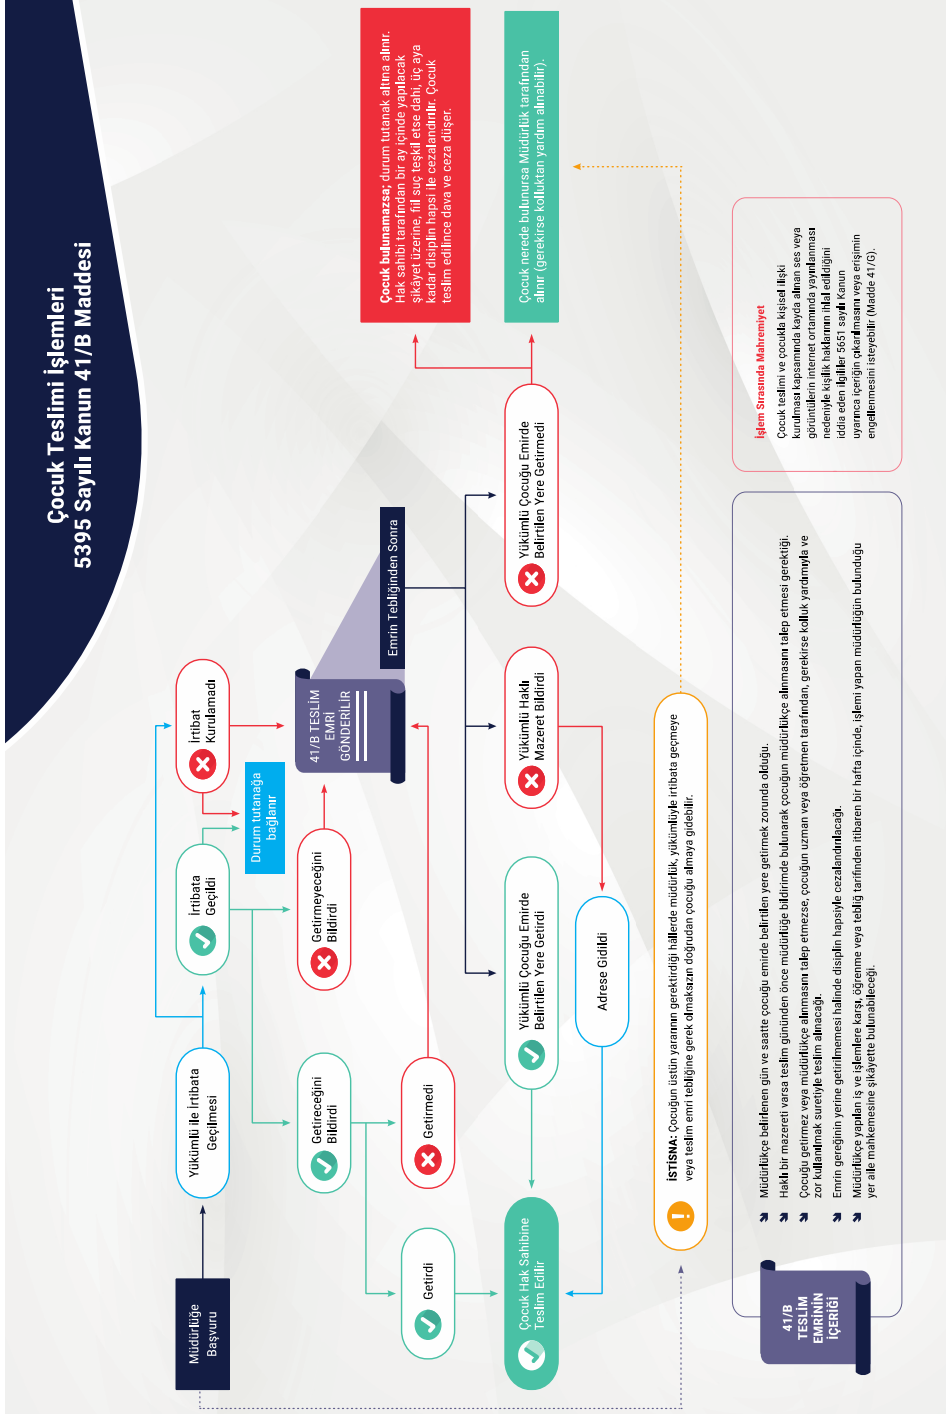 Çocuk Teslimi İşlemleri
5395 Sayılı Kanun 41/B Maddesi
Müdürlüğe
Başvuru
Yükümlü ile İrtibata
Geçilmesi
İrtibata
Geçildi
İrtibat
Kurulamadı
Durum tutanağa
bağlanır
Getireceğini
Bildirdi
Getirmeyeceğini
Bildirdi
41/B TESLİM
EMRİ
GÖNDERİLİR
Emrin Tebliğinden Sonra
Getirdi
Getirmedi
Çocuk Hak Sahibine
Teslim Edilir
Yükümlü Çocuğu Emirde
Belirtilen Yere Getirdi
Yükümlü Haklı
Mazeret Bildirdi
Yükümlü Çocuğu Emirde
Belirtilen Yere Getirmedi
Adrese Gidildi
Çocuk bulunamazsa; durum tutanak altına alınır.
Hak sahibi tarafından bir ay içinde yapılacak
şikâyet üzerine, fiil suç teşkil etse dahi, üç aya
kadar disiplin hapsi ile cezalandırılır. Çocuk
teslim edilince dava ve ceza düşer.
Çocuk nerede bulunursa Müdürlük tarafından
alınır (gerekirse kolluktan yardım alınabilir).
İSTİSNA: Çocuğun üstün yararının gerektirdiği hâllerde müdürlük, yükümlüyle irtibata geçmeye
veya teslim emri tebliğine gerek olmaksızın doğrudan çocuğu almaya gidebilir.
41/B
TESLİM
EMRİNİN
İÇERİĞİ
Müdürlükçe belirlenen gün ve saatte çocuğu emirde belirtilen yere getirmek zorunda olduğu.
Haklı bir mazereti varsa teslim gününden önce müdürlüğe bildirimde bulunarak çocuğun müdürlükçe alınmasını talep etmesi gerektiği.
Çocuğu getirmez veya müdürlükçe alınmasını talep etmezse, çocuğun uzman veya öğretmen tarafından, gerekirse kolluk yardımıyla ve
zor kullanılmak suretiyle teslim alınacağı.
Emrin gereğinin yerine getirilmemesi halinde disiplin hapsiyle cezalandırılacağı.
Müdürlükçe yapılan iş ve işlemlere karşı, öğrenme veya tebliğ tarifinden itibaren bir hafta içinde, işlemi yapan müdürlüğün bulunduğu
yer aile mahkemesine şikâyette bulunabileceği.
İşlem Sırasında Mahremiyet
Çocuk teslimi ve çocukla kişisel ilişki
kurulması kapsamında kayda alınan ses veya
görüntülerin internet ortamında yayınlanması
nedeniyle kişilik haklarının ihlal edildiğini
iddia eden ilgililer 5651 sayılı Kanun
uyarınca içeriğin çıkarılmasını veya erişimin
engellenmesini isteyebilir (Madde 41/G).